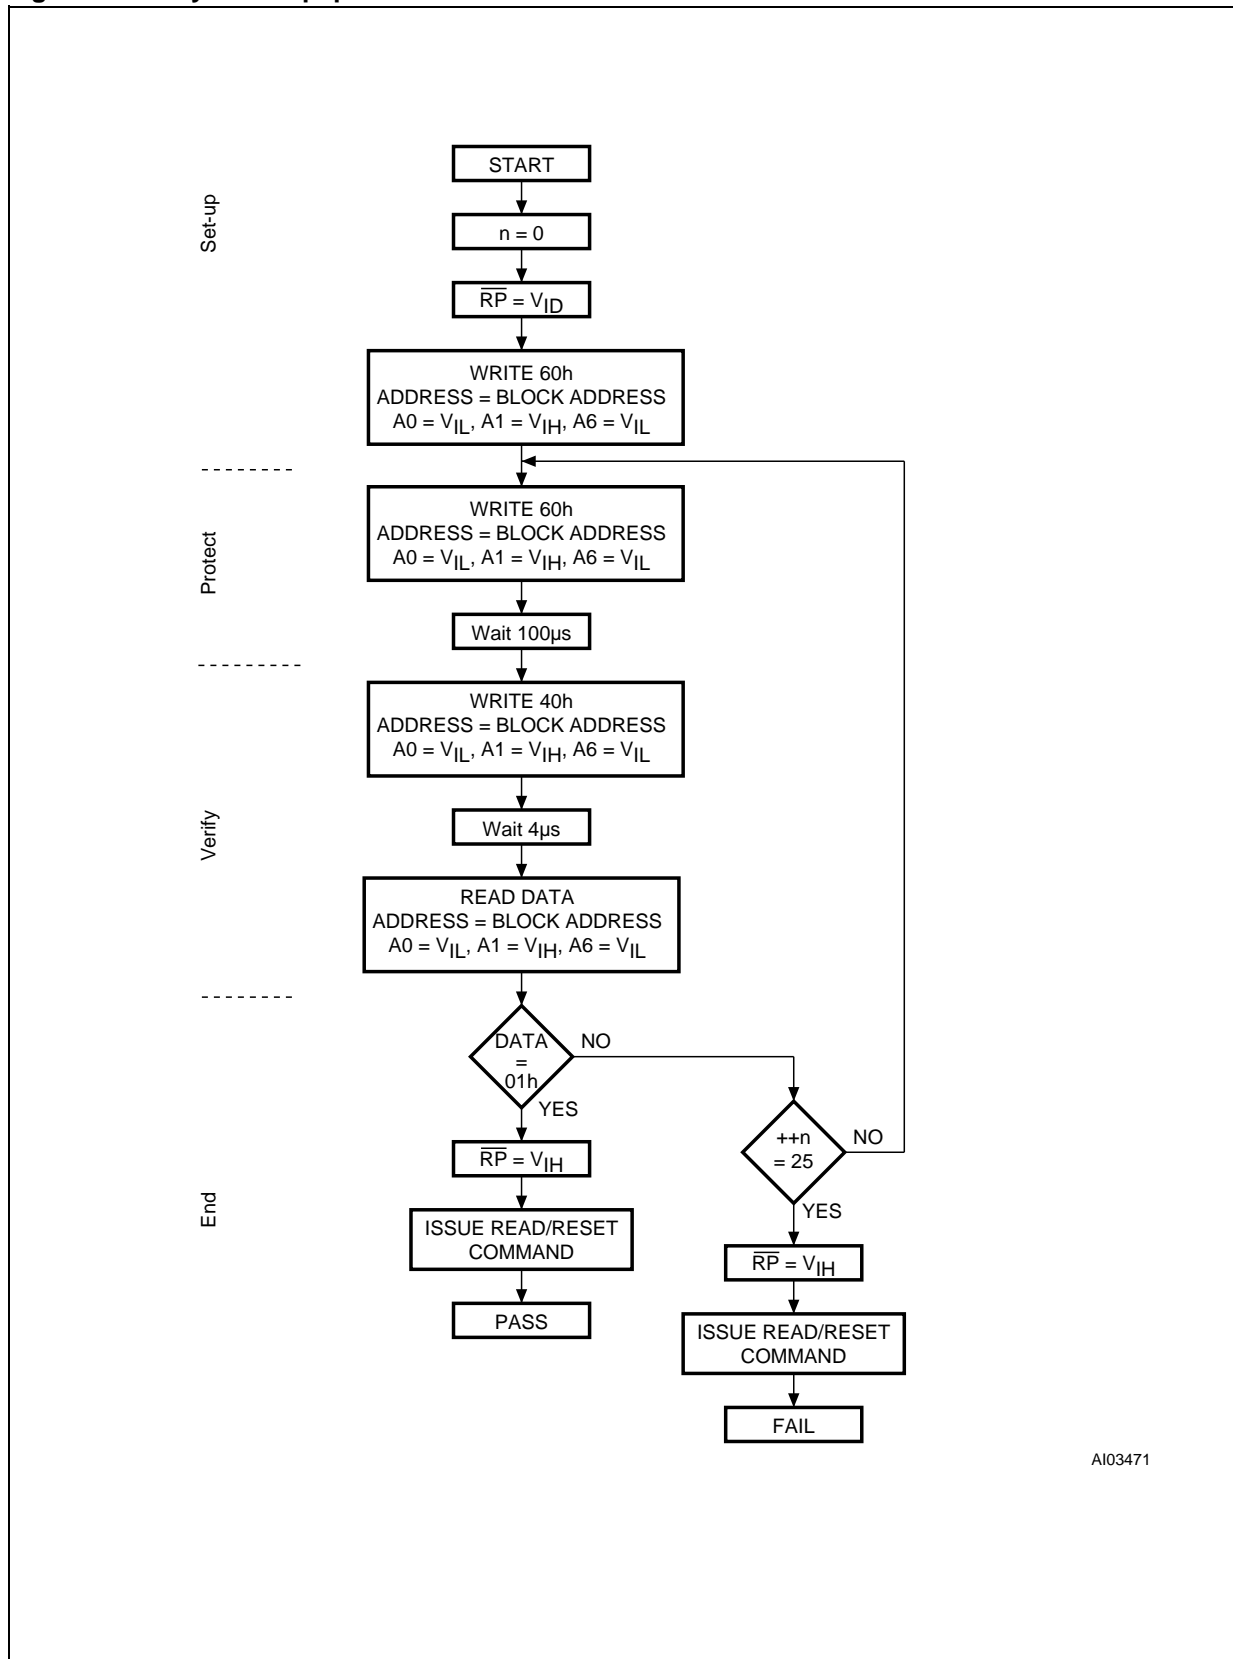 START
Set-up
n = 0
RP = VID
WRITE 60h
ADDRESS = BLOCK ADDRESS
A0 = VIL, A1 = VIH, A6 = VIL
Protect
WRITE 60h
ADDRESS = BLOCK ADDRESS
A0 = VIL, A1 = VIH, A6 = VIL
Wait 100µs
WRITE 40h
ADDRESS = BLOCK ADDRESS
A0 = VIL, A1 = VIH, A6 = VIL
Verify
Wait 4µs
READ DATA
ADDRESS = BLOCK ADDRESS
A0 = VIL, A1 = VIH, A6 = VIL
DATA
=
01h
NO
YES
++n
= 25
NO
YES
End
RP = VIH
ISSUE READ/RESET
COMMAND
PASS
RP = VIH
ISSUE READ/RESET
COMMAND
FAIL
AI03471